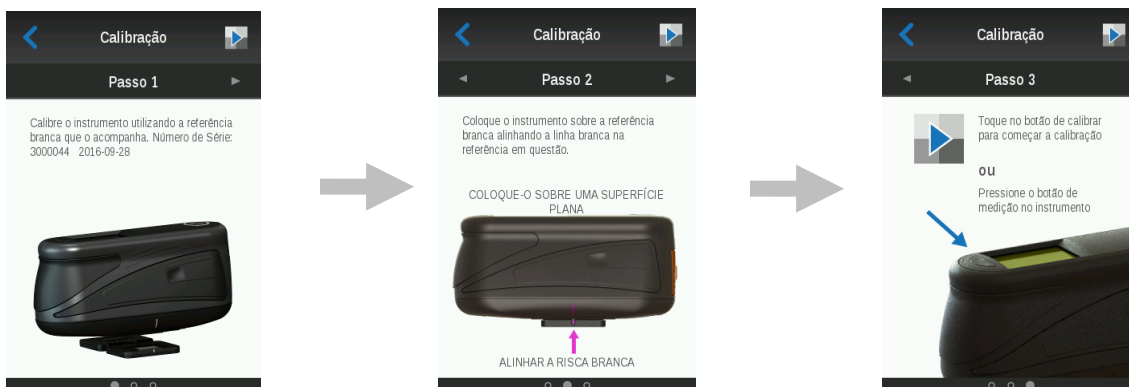 Calibração
Passo 1
Calibre o instrumento utilizando a referência
branca que o acompanha. Número de Série:
3000044 2016-09-28
Calibração
Passo 2
Coloque o instrumento sobre a referência
branca alinhando a linha branca na
referência em questão.
COLOQUE-O SOBRE UMA SUPERFÍCIE
PLANA
ALINHAR A RISCA BRANCA
Calibração
Passo 3
Toque no botão de calibrar
para começar a calibração
ou
Pressione o botão de
medição no instrumento